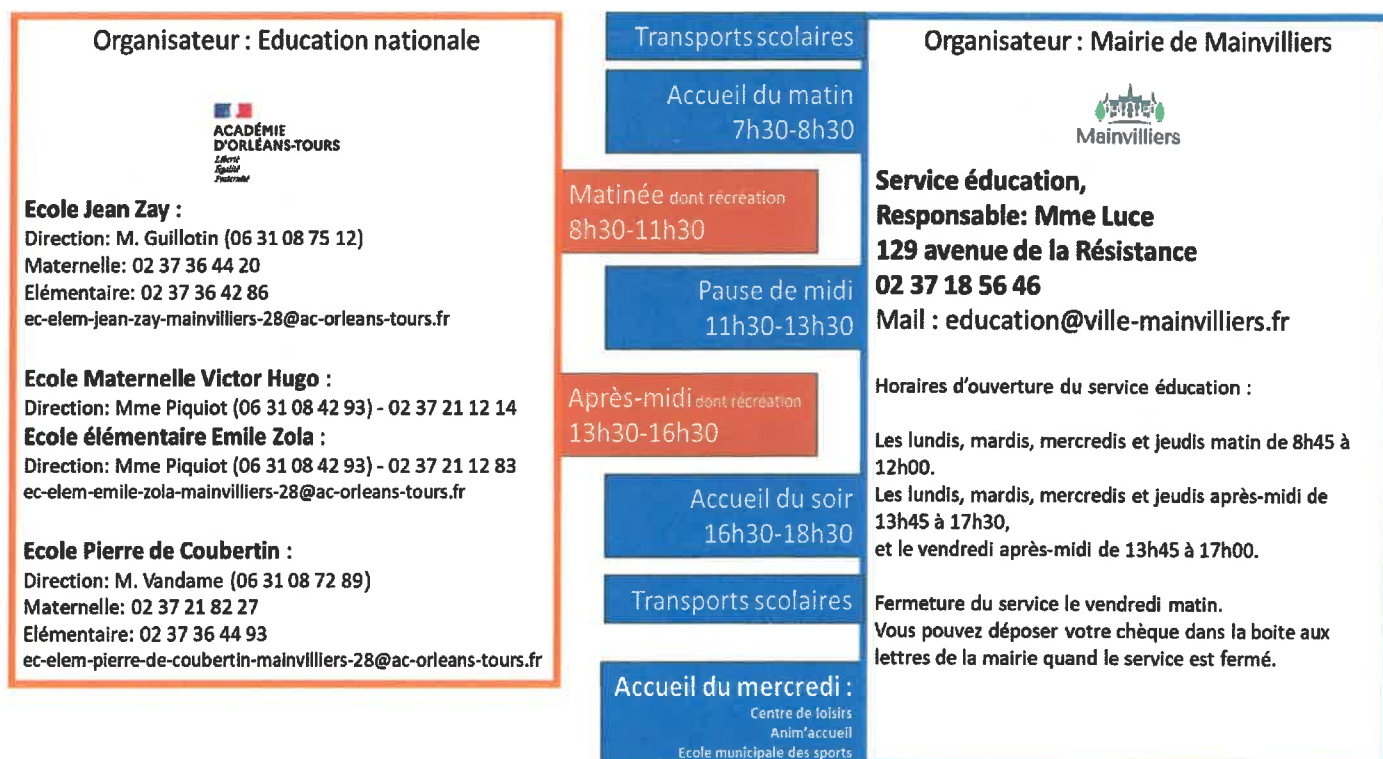 Organisateur : Education nationale
ACADÉMIE
D'ORLÉANS-TOURS
Liberté
Égalité
Fraternité
Ecole Jean Zay :
Direction: M. Guillotin (06 31 08 75 12)
Maternelle: 02 37 36 44 20
Elémentaire: 02 37 36 42 86
ec-elem-jean-zay-mainvilliers-28@ac-orleans-tours.fr
Ecole Maternelle Victor Hugo :
Direction: Mme Piquiot (06 31 08 42 93) - 02 37 21 12 14
Ecole élémentaire Emile Zola :
Direction: Mme Piquiot (06 31 08 42 93) - 02 37 21 12 83
ec-elem-emile-zola-mainvilliers-28@ac-orleans-tours.fr
Ecole Pierre de Coubertin :
Direction: M. Vandame (06 31 08 72 89)
Maternelle: 02 37 21 82 27
Elémentaire: 02 37 36 44 93
ec-elem-pierre-de-coubertin-mainvilliers-28@ac-orleans-tours.fr
Transports scolaires
Accueil du matin
7h30-8h30
Matinée dont récréation
8h30-11h30
Pause de midi
11h30-13h30
Après-midi dont récréation
13h30-16h30
Accueil du soir
16h30-18h30
Transports scolaires
Accueil du mercredi :
Centre de loisirs
Anim'accueil
Ecole municipale des sports
Organisateur : Mairie de Mainvilliers
Mainvilliers
Service éducation,
Responsable: Mme Luce
129 avenue de la Résistance
02 37 18 56 46
Mail : education@ville-mainvilliers.fr
Horaires d'ouverture du service éducation :
Les lundis, mardis, mercredis et jeudis matin de 8h45 à
12h00.
Les lundis, mardis, mercredis et jeudis après-midi de
13h45 à 17h30,
et le vendredi après-midi de 13h45 à 17h00.
Fermeture du service le vendredi matin.
Vous pouvez déposer votre chèque dans la boite aux
lettres de la mairie quand le service est fermé.